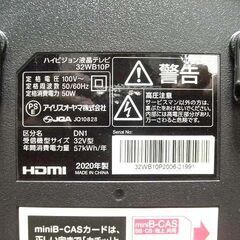 ハイビジョン液晶テレビ
32WB10P
定格電圧 100V~
定格周波数 50/60Hz
定格消費電力 50W
PS
E
アイリスオーヤマ株式会社
JQA JQ10828
区分 DN1
受信機型サイズ 32V型
年間消費電力量 57kWh/年
HDMI
2020年製
MADE IN CHINA
警告
高圧注意
サービスマン以外の方は、
32WB10P2006-21991
miniB-CASカードは、
miniB-CAS